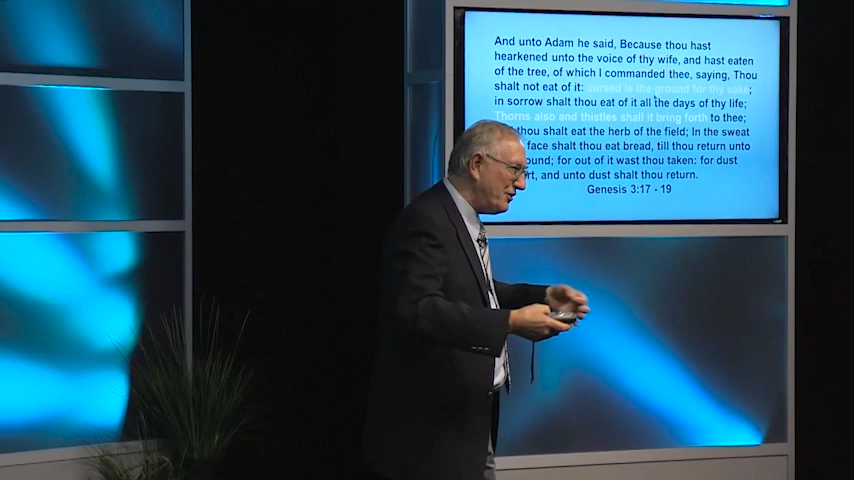 And unto Adam he said, Because thou hast
hearkened unto the voice of thy wife, and hast eaten
of the tree, of which I commanded thee, saying, Thou
shalt not eat of it: cursed is the ground for thy sake;
in sorrow shalt thou eat of it all the days of thy life;
Thorns also and thistles shall it bring forth to thee;
thou shalt eat the herb of the field; In the sweat
face shalt thou eat bread, till thou return unto
ound; for out of it wast thou taken: for dust
rt, and unto dust shalt thou return.
Genesis 3:17 - 19